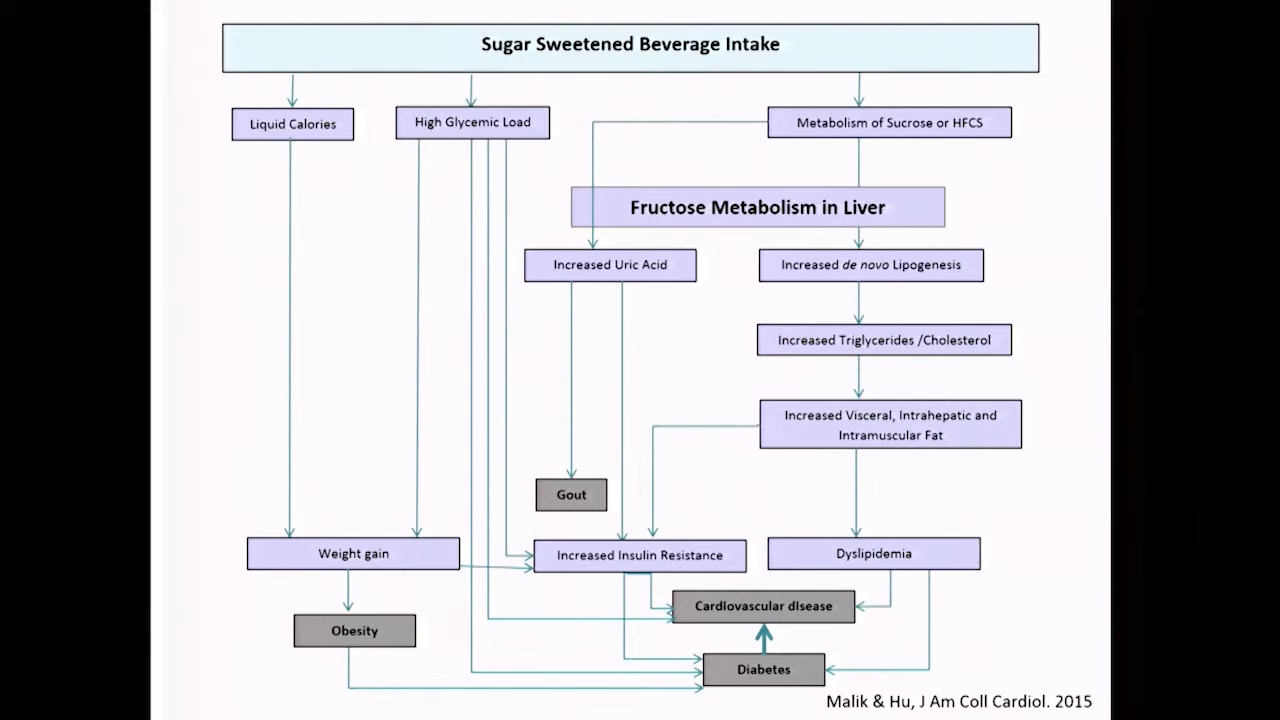 Sugar Sweetened Beverage Intake
Liquid Calories
High Glycemic Load
Metabolism of Sucrose or HFCS
Fructose Metabolism in Liver
Increased Uric Acid
Increased de novo Lipogenesis
Increased Triglycerides /Cholesterol
Increased Visceral, Intrahepatic and
Intramuscular Fat
Gout
Weight gain
Increased Insulin Resistance
Dyslipidemia
Cardiovascular disease
Obesity
Diabetes
Malik & Hu, J Am Coll Cardiol. 2015